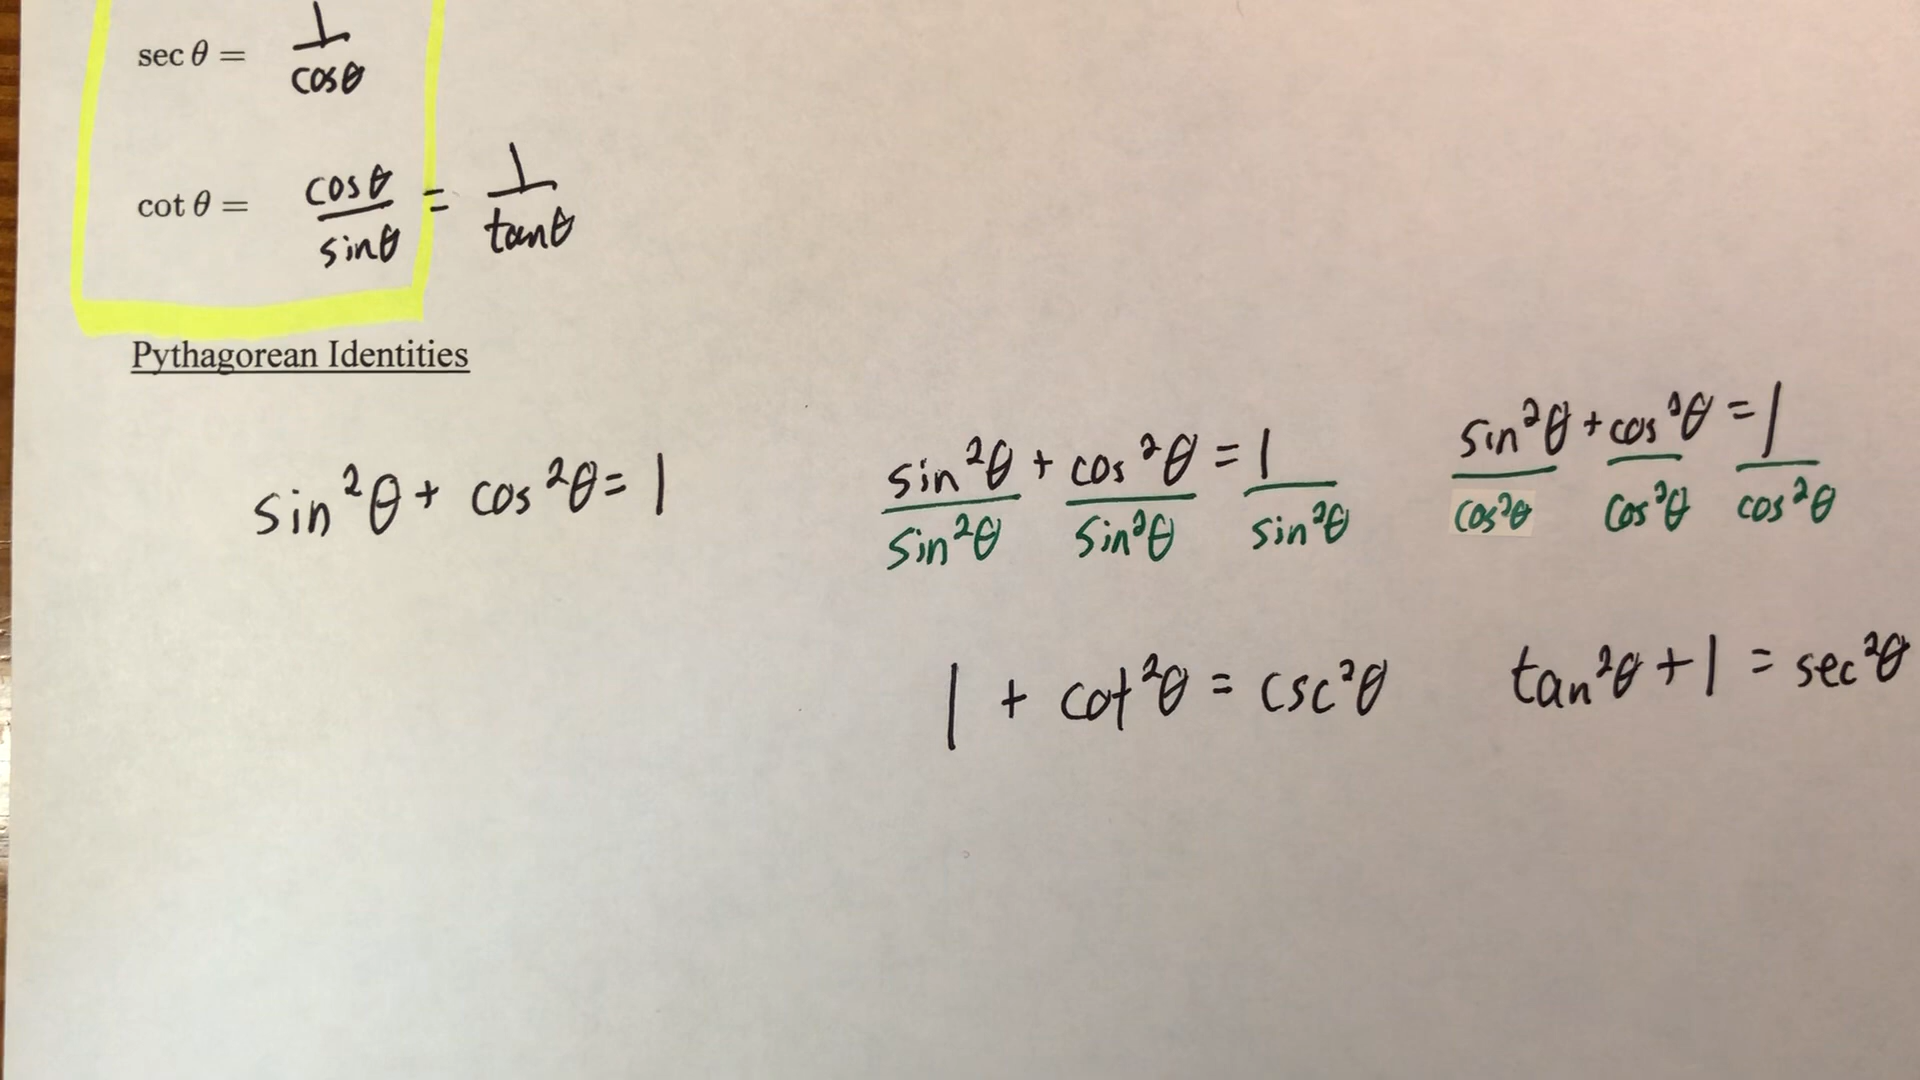 sec θ = 1/cosθ
cot θ = cosθ/sinθ = 1/tanθ
Pythagorean Identities
sin²θ + cos²θ = 1
sin²θ/sin²θ + cos²θ/sin²θ = 1/sin²θ
1 + cot²θ = csc²θ
sin²θ/cos²θ + cos²θ/cos²θ = 1/cos²θ
tan²θ + 1 = sec²θ